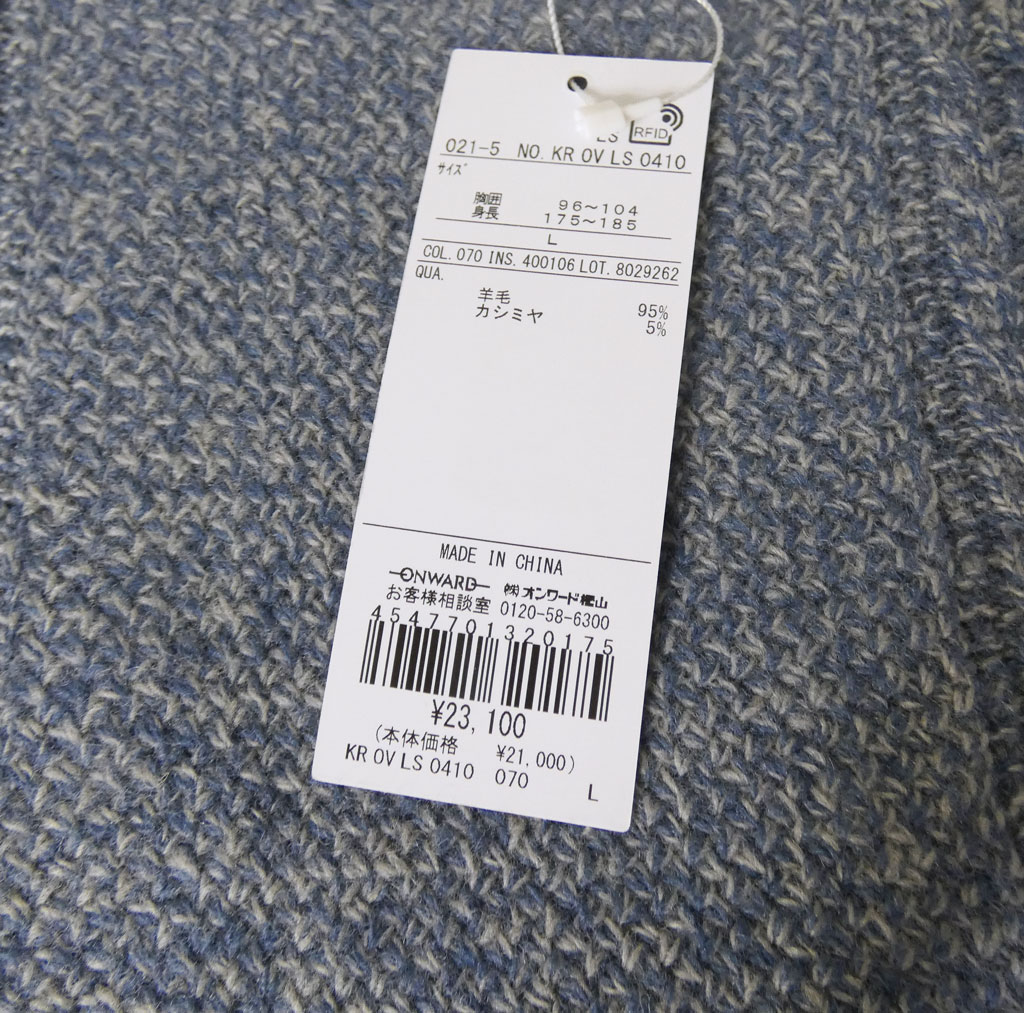 LS RFID
021-5 NO. KR OV LS 0410
サイズ
胸囲 96～104
身長 175～185
L
COL. 070 INS. 400106 LOT. 8029262
QUA.
羊毛 95%
カシミヤ 5%
MADE IN CHINA
ONWARD ㈱オンワード樫山
お客様相談室 0120-58-6300
4547701320175
¥23,100
(本体価格 ¥21,000)
KR OV LS 0410 070 L